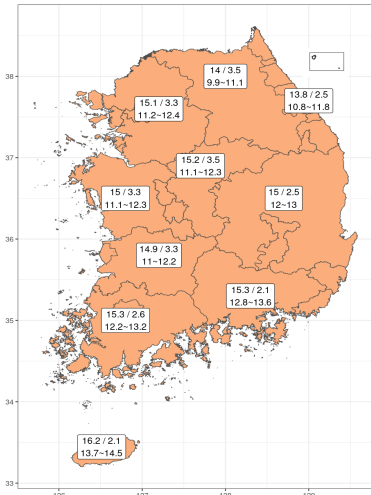 38
37
36
35
34
33
14 / 3.5
9.9~11.1
13.8 / 2.5
10.8~11.8
15.1 / 3.3
11.2~12.4
15.2 / 3.5
11.1~12.3
15 / 3.3
11.1~12.3
15 / 2.5
12~13
14.9 / 3.3
11~12.2
15.3 / 2.1
12.8~13.6
15.3 / 2.6
12.2~13.2
16.2 / 2.1
13.7~14.5